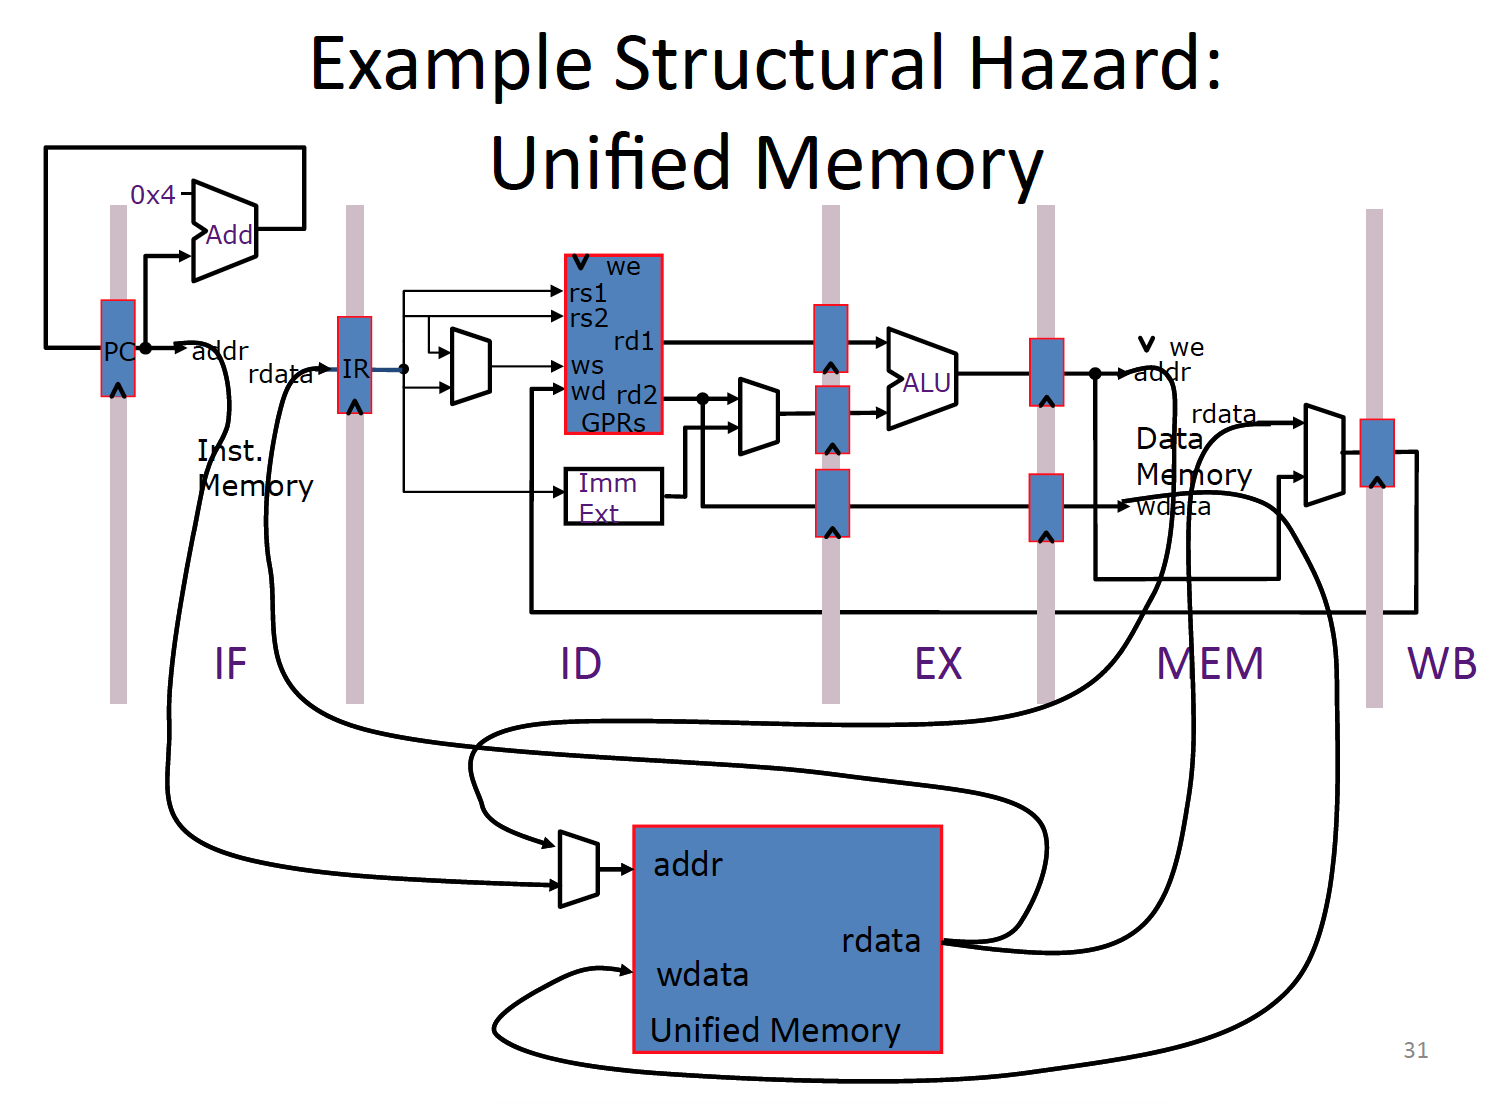 Example Structural Hazard:
Unified Memory
0x4
Add
PC
addr
rdata
Inst.
Memory
IR
we
rs1
rs2
rd1
ws
wd
rd2
GPRs
Imm
Ext
ALU
we
addr
rdata
Data
Memory
wdata
IF
ID
EX
MEM
WB
addr
rdata
wdata
Unified Memory
31